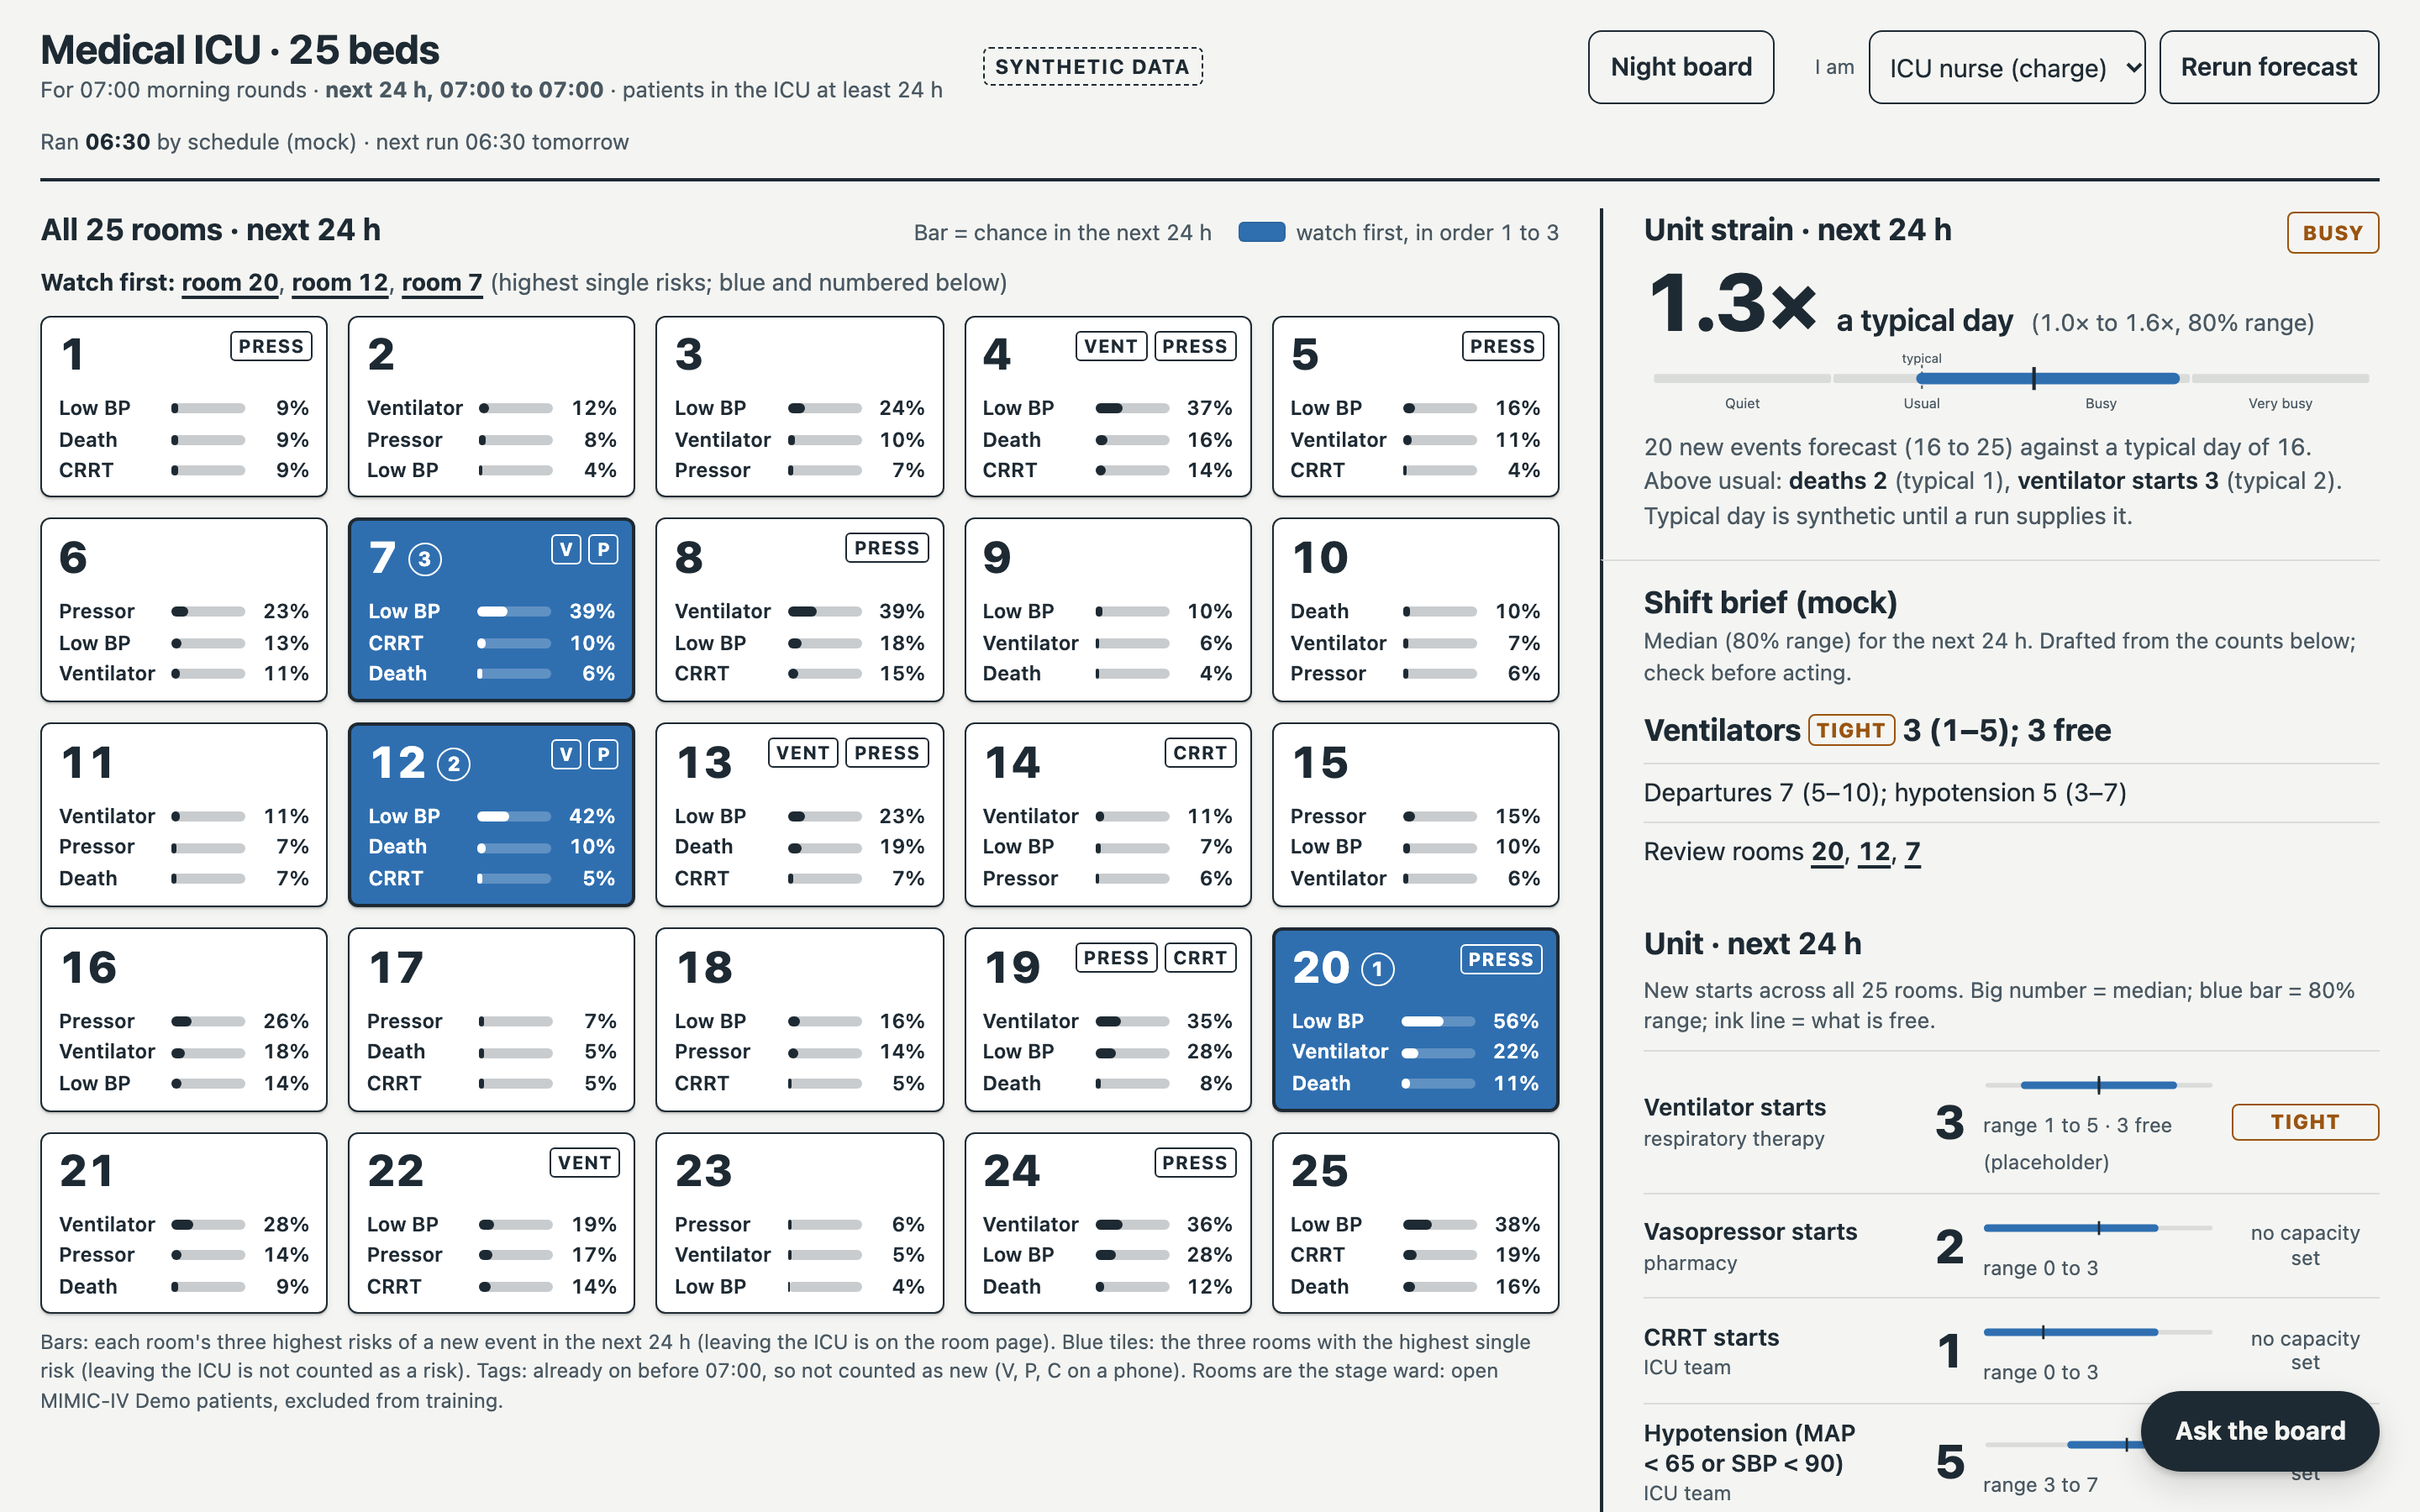 Medical ICU · 25 beds
For 07:00 morning rounds · next 24 h, 07:00 to 07:00 · patients in the ICU at least 24 h
SYNTHETIC DATA
Night board
I am
ICU nurse (charge)
Rerun forecast
Ran 06:30 by schedule (mock) · next run 06:30 tomorrow
All 25 rooms · next 24 h
Bar = chance in the next 24 h
watch first, in order 1 to 3
Watch first: room 20, room 12, room 7 (highest single risks; blue and numbered below)
1 PRESS
Low BP 9%
Death 9%
CRRT 9%
2
Ventilator 12%
Pressor 8%
Low BP 4%
3
Low BP 24%
Ventilator 10%
Pressor 7%
4 VENT PRESS
Low BP 37%
Death 16%
CRRT 14%
5 PRESS
Low BP 16%
Ventilator 11%
CRRT 4%
6
Pressor 23%
Low BP 13%
Ventilator 11%
7 3 V P
Low BP 39%
CRRT 10%
Death 6%
8 PRESS
Ventilator 39%
Low BP 18%
CRRT 15%
9
Low BP 10%
Ventilator 6%
Death 4%
10
Death 10%
Ventilator 7%
Pressor 6%
11
Ventilator 11%
Pressor 7%
Death 7%
12 2 V P
Low BP 42%
Death 10%
CRRT 5%
13 VENT PRESS
Low BP 23%
Death 19%
CRRT 7%
14 CRRT
Ventilator 11%
Low BP 7%
Pressor 6%
15
Pressor 15%
Low BP 10%
Ventilator 6%
16
Pressor 26%
Ventilator 18%
Low BP 14%
17
Pressor 7%
Death 5%
CRRT 5%
18
Low BP 16%
Pressor 14%
CRRT 5%
19 PRESS CRRT
Ventilator 35%
Low BP 28%
Death 8%
20 1 PRESS
Low BP 56%
Ventilator 22%
Death 11%
21
Ventilator 28%
Pressor 14%
Death 9%
22 VENT
Low BP 19%
Pressor 17%
CRRT 14%
23
Pressor 6%
Ventilator 5%
Low BP 4%
24 PRESS
Ventilator 36%
Low BP 28%
Death 12%
25
Low BP 38%
CRRT 19%
Death 16%
Bars: each room's three highest risks of a new event in the next 24 h (leaving the ICU is on the room page). Blue tiles: the three rooms with the highest single
risk (leaving the ICU is not counted as a risk). Tags: already on before 07:00, so not counted as new (V, P, C on a phone). Rooms are the stage ward: open
MIMIC-IV Demo patients, excluded from training.
Unit strain · next 24 h
BUSY
1.3× a typical day (1.0× to 1.6×, 80% range)
typical
Quiet Usual Busy Very busy
20 new events forecast (16 to 25) against a typical day of 16.
Above usual: deaths 2 (typical 1), ventilator starts 3 (typical 2).
Typical day is synthetic until a run supplies it.
Shift brief (mock)
Median (80% range) for the next 24 h. Drafted from the counts below;
check before acting.
Ventilators TIGHT 3 (1–5); 3 free
Departures 7 (5–10); hypotension 5 (3–7)
Review rooms 20, 12, 7
Unit · next 24 h
New starts across all 25 rooms. Big number = median; blue bar = 80%
range; ink line = what is free.
Ventilator starts
respiratory therapy
3
range 1 to 5 · 3 free
(placeholder)
TIGHT
Vasopressor starts
pharmacy
2
range 0 to 3
no capacity
set
CRRT starts
ICU team
1
range 0 to 3
no capacity
set
Hypotension (MAP
< 65 or SBP < 90)
ICU team
5
range 3 to 7
set
Ask the board